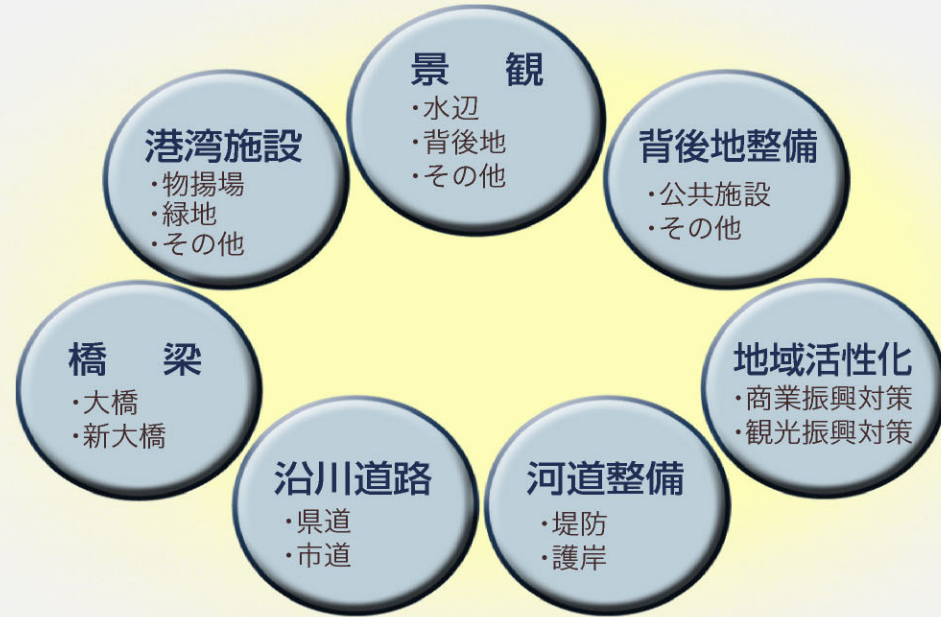 景　観
・水辺
・背後地
・その他
港湾施設
・物揚場
・緑地
・その他
背後地整備
・公共施設
・その他
橋　梁
・大橋
・新大橋
地域活性化
・商業振興対策
・観光振興対策
沿川道路
・県道
・市道
河道整備
・堤防
・護岸